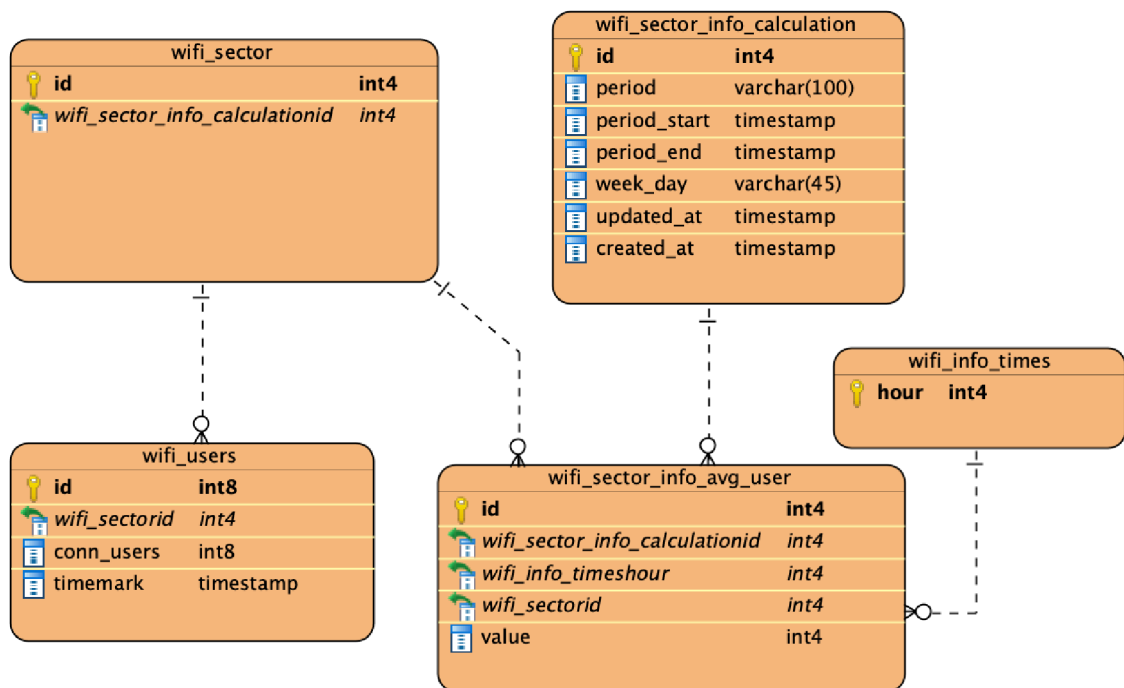 wifi_sector
id int4
wifi_sector_info_calculationid int4
wifi_sector_info_calculation
id int4
period varchar(100)
period_start timestamp
period_end timestamp
week_day varchar(45)
updated_at timestamp
created_at timestamp
wifi_info_times
hour int4
wifi_users
id int8
wifi_sectorid int4
conn_users int8
timemark timestamp
wifi_sector_info_avg_user
id int4
wifi_sector_info_calculationid int4
wifi_info_timeshour int4
wifi_sectorid int4
value int4